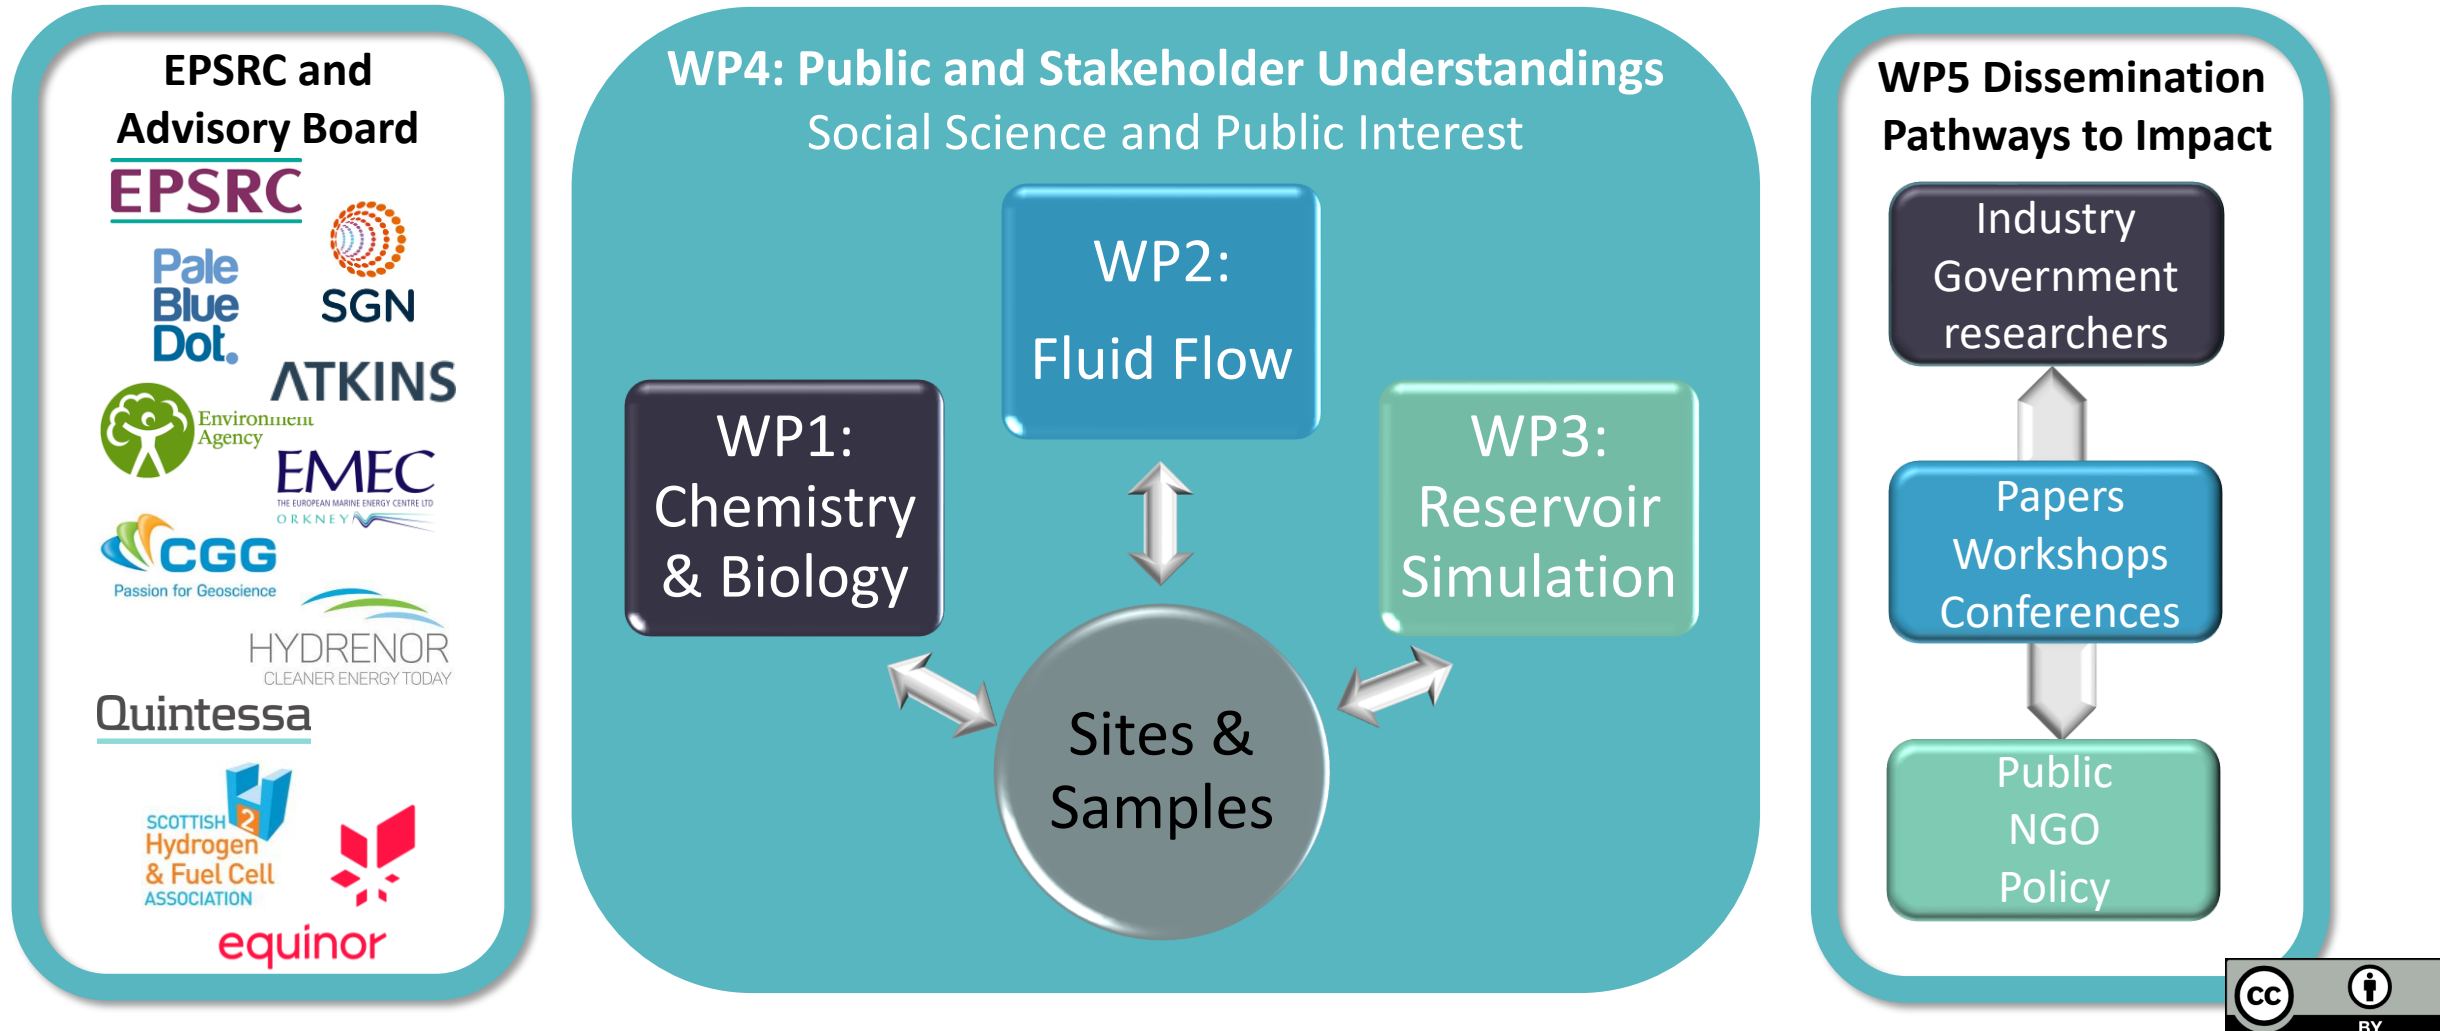 EPSRC and
Advisory Board
EPSRC
SGN
Pale
Blue
Dot.
ATKINS
Environment
Agency
EMEC
THE EUROPEAN MARINE ENERGY CENTRE LTD
ORKNEY
CGG
Passion for Geoscience
HYDRENOR
CLEANER ENERGY TODAY
Quintessa
H2
SCOTTISH
Hydrogen
& Fuel Cell
ASSOCIATION
equinor
WP4: Public and Stakeholder Understandings
Social Science and Public Interest
WP1:
Chemistry
& Biology
WP2:
Fluid Flow
WP3:
Reservoir
Simulation
Sites &
Samples
WP5 Dissemination
Pathways to Impact
Industry
Government
researchers
Papers
Workshops
Conferences
Public
NGO
Policy
cc
BY